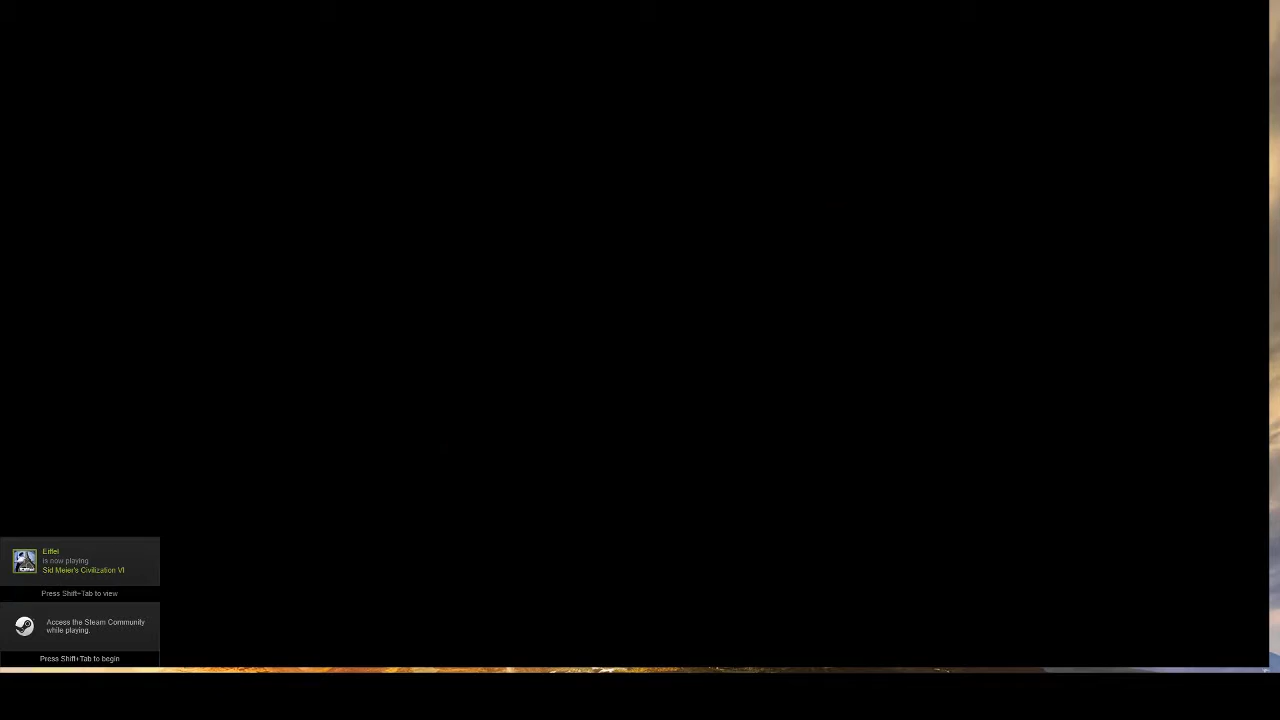 Eiffel
is now playing
Sid Meier's Civilization VI
Press Shift+Tab to view
Access the Steam Community
while playing.
Press Shift+Tab to begin